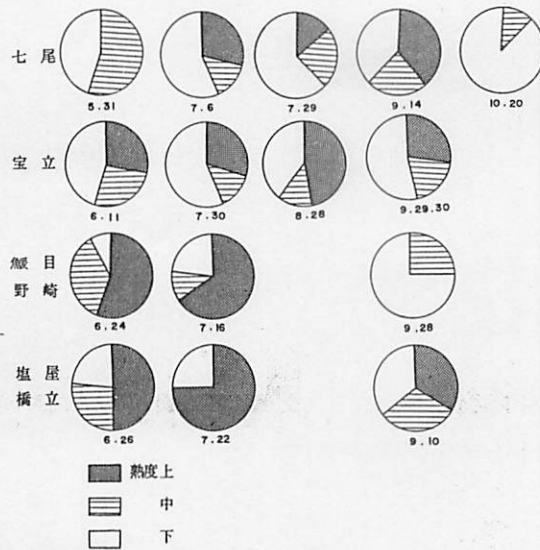 七尾
5.31 7.6 7.29 9.14 10.20
宝立
6.11 7.30 8.28 9.29.30
鰀目
野崎
6.24 7.16 9.28
塩屋
橋立
6.26 7.22 9.10
熟度上
中
下